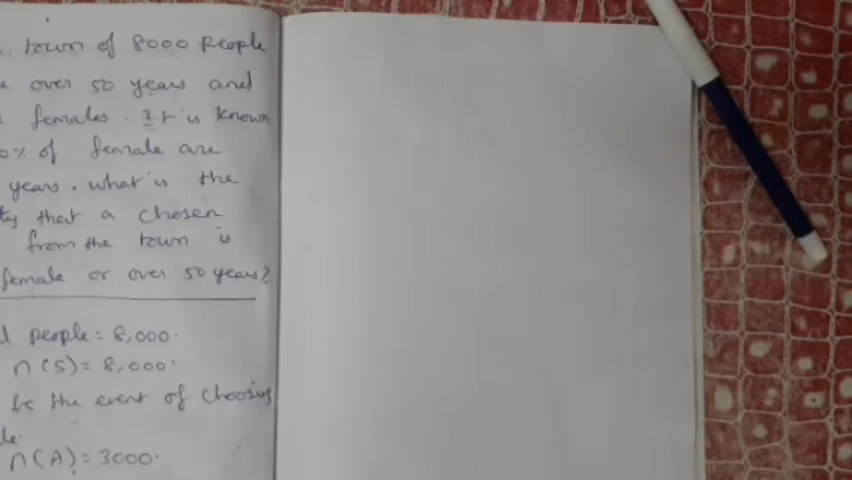 town of 8000 people
over 50 years and
females. It is known
0% of female are
years. what is the
ty that a chosen
from the town is
female or over 50 years?
l people = 8,000.
n(S) = 8,000
be the event of choosing
le.
n(A) = 3000.